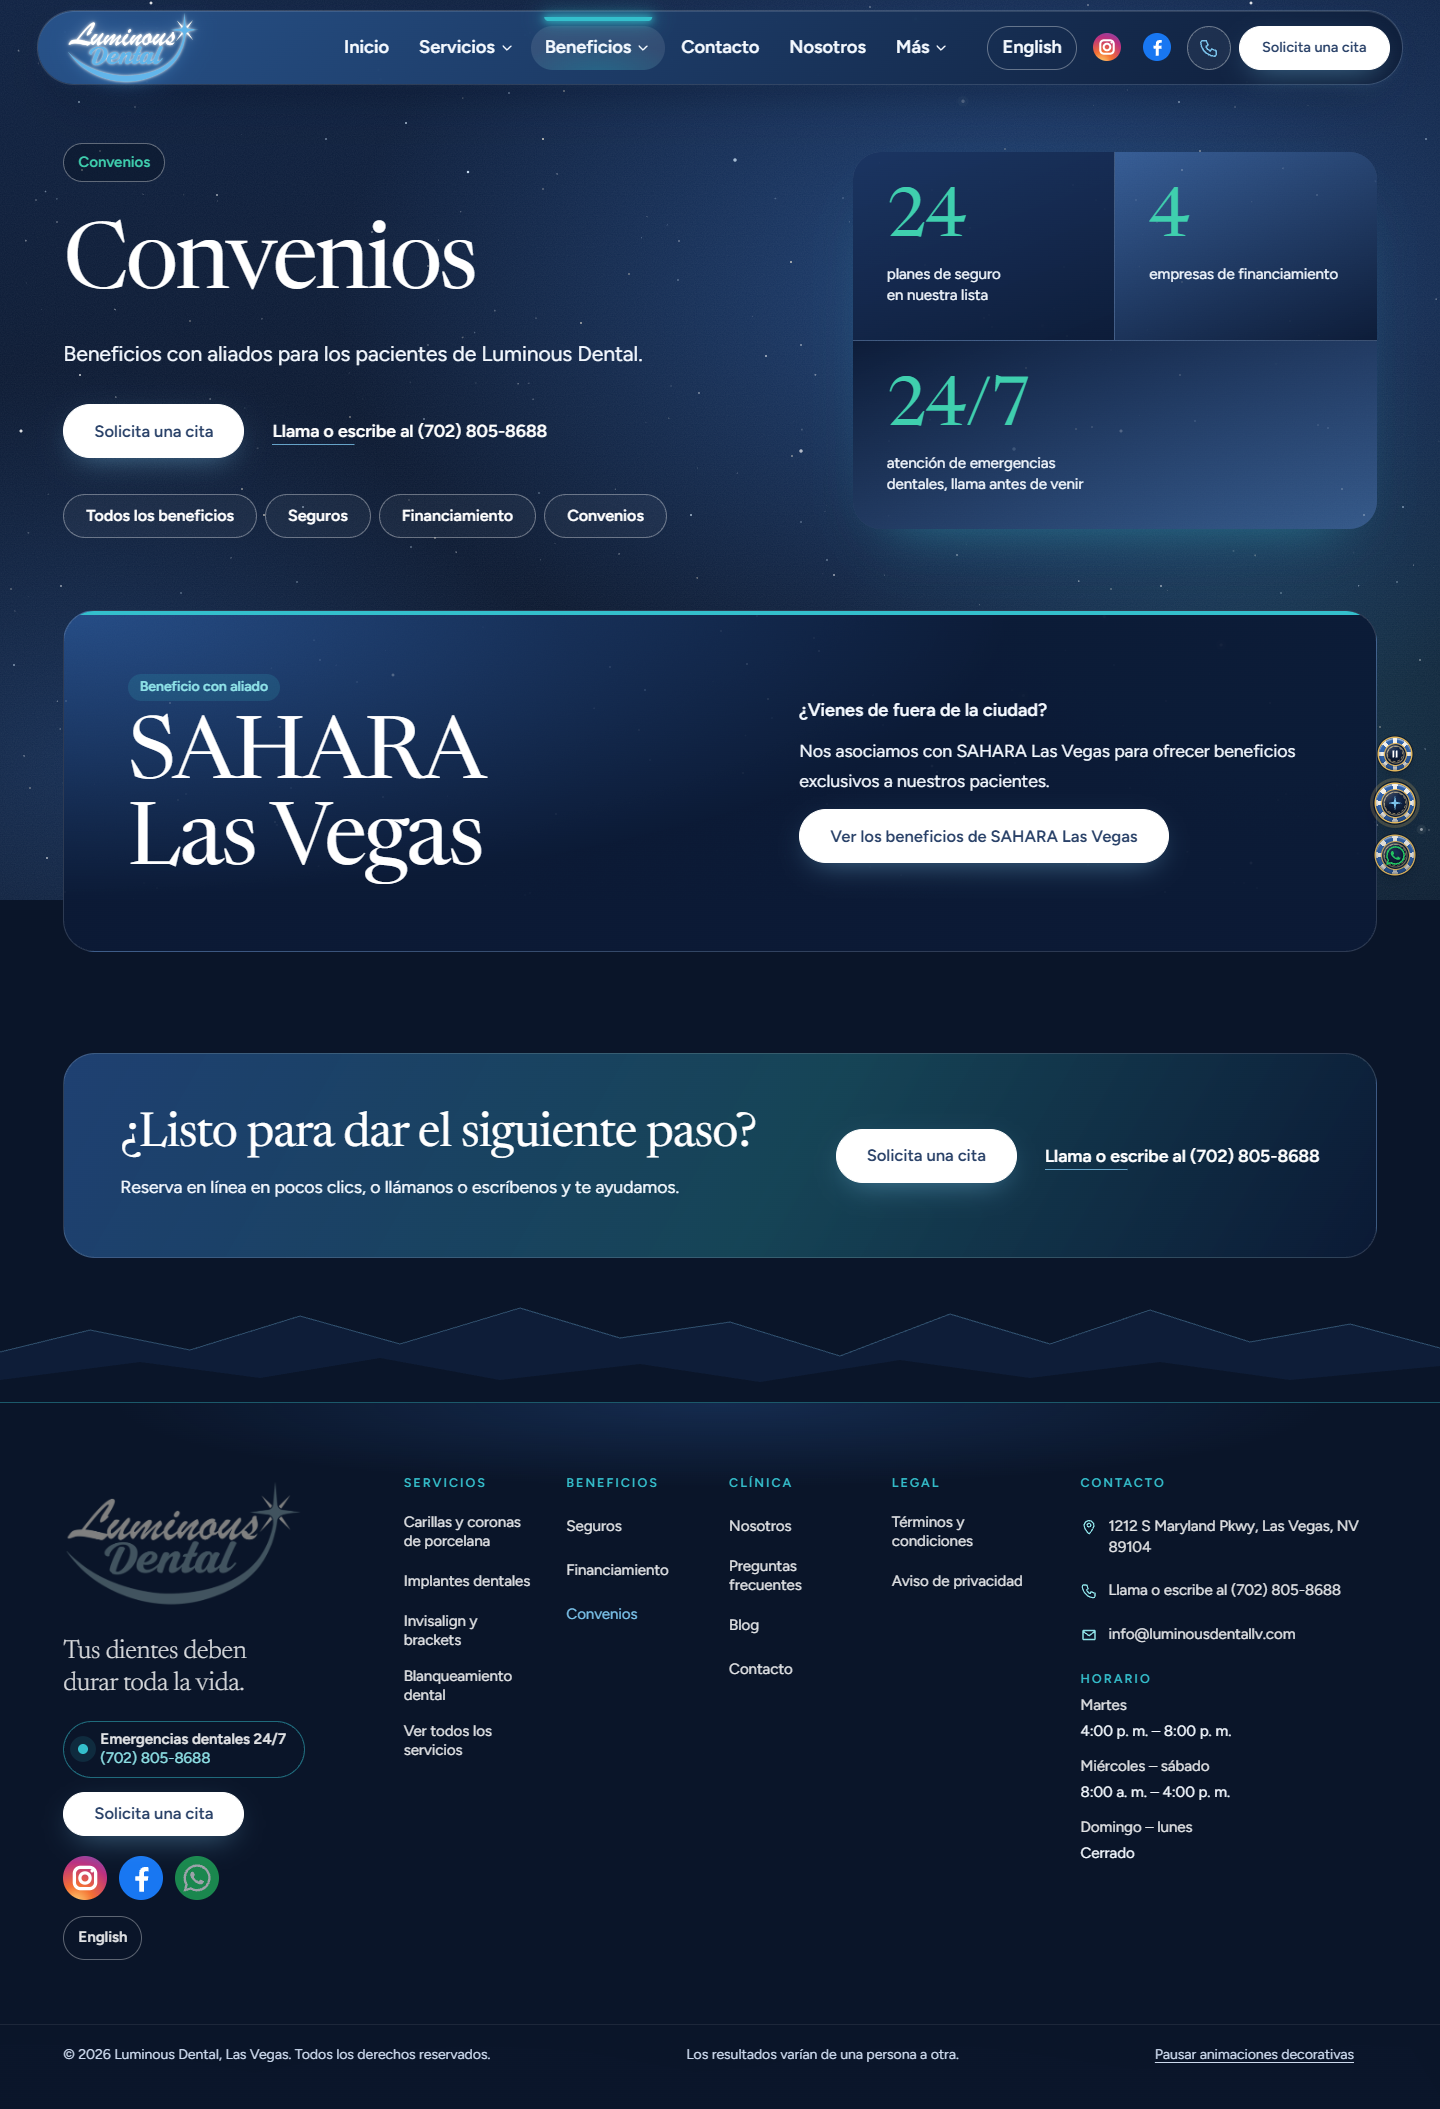 Luminous
Dental
Inicio
Servicios
Beneficios
Contacto
Nosotros
Más
English
Solicita una cita
Convenios
Convenios
Beneficios con aliados para los pacientes de Luminous Dental.
Solicita una cita
Llama o escribe al (702) 805-8688
Todos los beneficios
Seguros
Financiamiento
Convenios
24
planes de seguro
en nuestra lista
4
empresas de financiamiento
24/7
atención de emergencias
dentales, llama antes de venir
Beneficio con aliado
SAHARA
Las Vegas
¿Vienes de fuera de la ciudad?
Nos asociamos con SAHARA Las Vegas para ofrecer beneficios
exclusivos a nuestros pacientes.
Ver los beneficios de SAHARA Las Vegas
¿Listo para dar el siguiente paso?
Reserva en línea en pocos clics, o llámanos o escríbenos y te ayudamos.
Solicita una cita
Llama o escribe al (702) 805-8688
Luminous
Dental
Tus dientes deben
durar toda la vida.
Emergencias dentales 24/7
(702) 805-8688
Solicita una cita
English
SERVICIOS
Carillas y coronas
de porcelana
Implantes dentales
Invisalign y
brackets
Blanqueamiento
dental
Ver todos los
servicios
BENEFICIOS
Seguros
Financiamiento
Convenios
CLÍNICA
Nosotros
Preguntas
frecuentes
Blog
Contacto
LEGAL
Términos y
condiciones
Aviso de privacidad
CONTACTO
1212 S Maryland Pkwy, Las Vegas, NV
89104
Llama o escribe al (702) 805-8688
info@luminousdentallv.com
HORARIO
Martes
4:00 p. m. – 8:00 p. m.
Miércoles – sábado
8:00 a. m. – 4:00 p. m.
Domingo – lunes
Cerrado
© 2026 Luminous Dental, Las Vegas. Todos los derechos reservados.
Los resultados varían de una persona a otra.
Pausar animaciones decorativas